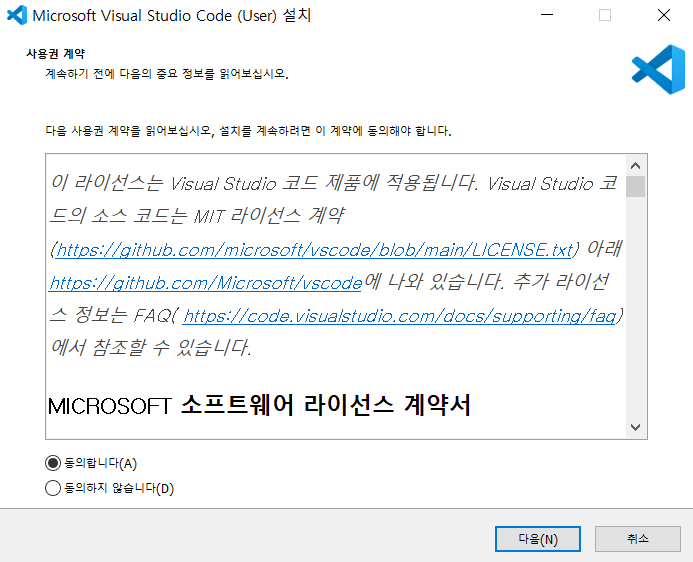 Microsoft Visual Studio Code (User) 설치
사용권 계약
계속하기 전에 다음의 중요 정보를 읽어보십시오.
다음 사용권 계약을 읽어보십시오, 설치를 계속하려면 이 계약에 동의해야 합니다.
이 라이선스는 Visual Studio 코드 제품에 적용됩니다. Visual Studio 코
드의 소스 코드는 MIT 라이선스 계약
(https://github.com/microsoft/vscode/blob/main/LICENSE.txt) 아래
https://github.com/Microsoft/vscode에 나와 있습니다. 추가 라이선
스 정보는 FAQ( https://code.visualstudio.com/docs/supporting/faq)
에서 참조할 수 있습니다.
MICROSOFT 소프트웨어 라이선스 계약서
동의합니다(A)
동의하지 않습니다(D)
다음(N)
취소